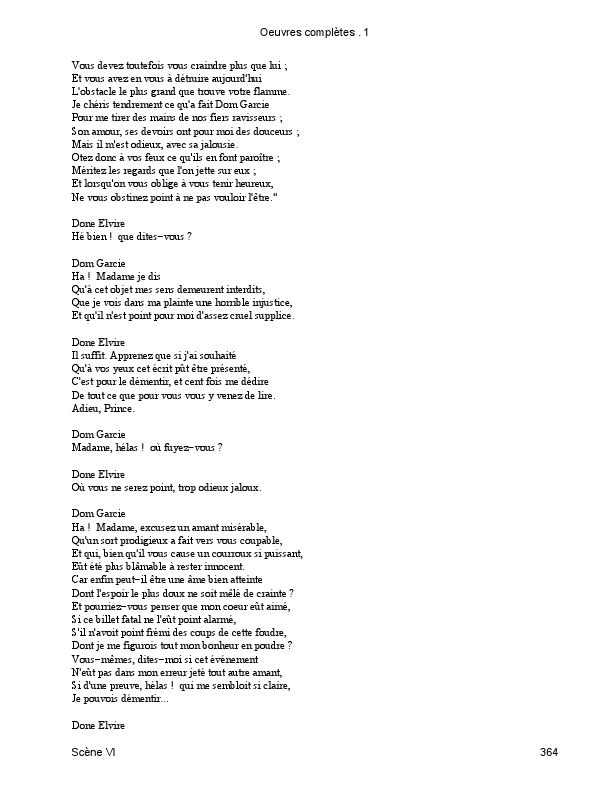 Oeuvres complètes . 1
Vous devez toutefois vous craindre plus que lui ;
Et vous avez en vous à détruire aujourd'hui
L'obstacle le plus grand que trouve votre flamme.
Je chéris tendrement ce qu'a fait Dom Garcie
Pour me tirer des mains de nos fiers ravisseurs ;
Son amour, ses devoirs ont pour moi des douceurs ;
Mais il m'est odieux, avec sa jalousie.
Otez donc à vos feux ce qu'ils en font paroître ;
Méritez les regards que l'on jette sur eux ;
Et lorsqu'on vous oblige à vous tenir heureux,
Ne vous obstinez point à ne pas vouloir l'être."
Done Elvire
Hé bien ! que dites−vous ?
Dom Garcie
Ha ! Madame je dis
Qu'à cet objet mes sens demeurent interdits,
Que je vois dans ma plainte une horrible injustice,
Et qu'il n'est point pour moi d'assez cruel supplice.
Done Elvire
Il suffit. Apprenez que si j'ai souhaité
Qu'à vos yeux cet écrit pût être présenté,
C'est pour le démentir, et cent fois me dédire
De tout ce que pour vous vous y venez de lire.
Adieu, Prince.
Dom Garcie
Madame, hélas ! où fuyez−vous ?
Done Elvire
Où vous ne serez point, trop odieux jaloux.
Dom Garcie
Ha ! Madame, excusez un amant misérable,
Qu'un sort prodigieux a fait vers vous coupable,
Et qui, bien qu'il vous cause un courroux si puissant,
Eût été plus blâmable à rester innocent.
Car enfin peut−il être une âme bien atteinte
Dont l'espoir le plus doux ne soit mêlé de crainte ?
Et pourriez−vous penser que mon coeur eût aimé,
Si ce billet fatal ne l'eût point alarmé,
S'il n'avoit point frémi des coups de cette foudre,
Dont je me figurois tout mon bonheur en poudre ?
Vous−mêmes, dites−moi si cet événement
N'eût pas dans mon erreur jeté tout autre amant,
Si d'une preuve, hélas ! qui me sembloit si claire,
Je pouvois démentir...
Done Elvire
Scène VI 364